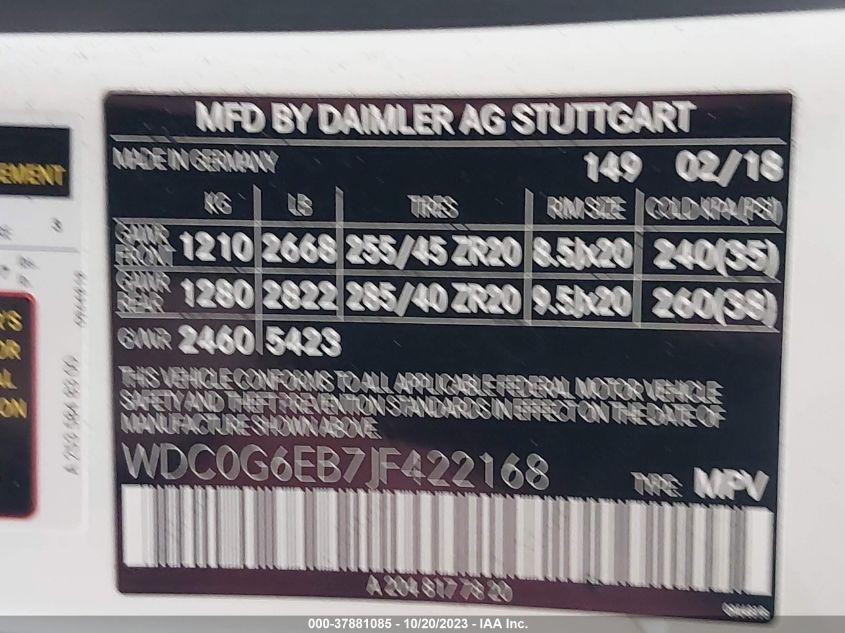 MFD BY DAIMLER AG STUTTGART
MADE IN GERMANY 149 02/18
KG LB TIRES RIM SIZE COLD KPA(PSI)
GAWR FRONT 1210 2668 255/45 ZR20 8.5Jx20 240(35)
GAWR REAR 1280 2822 285/40 ZR20 9.5Jx20 260(38)
GVWR 2460 5423
THIS VEHICLE CONFORMS TO ALL APPLICABLE FEDERAL MOTOR VEHICLE
SAFETY AND THEFT PREVENTION STANDARDS IN EFFECT ON THE DATE OF
MANUFACTURE SHOWN ABOVE.
WDC0G6EB7JF422168 TYPE: MPV
A 204 817 78 20
000-37881085 - 10/20/2023 - IAA Inc.